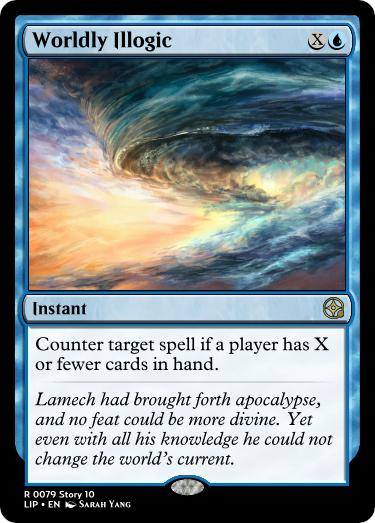 Worldly Illogic X
Instant
Counter target spell if a player has X
or fewer cards in hand.
Lamech had brought forth apocalypse,
and no feat could be more divine. Yet
even with all his knowledge he could not
change the world's current.
R 0079 Story 10
LIP • EN Sarah Yang